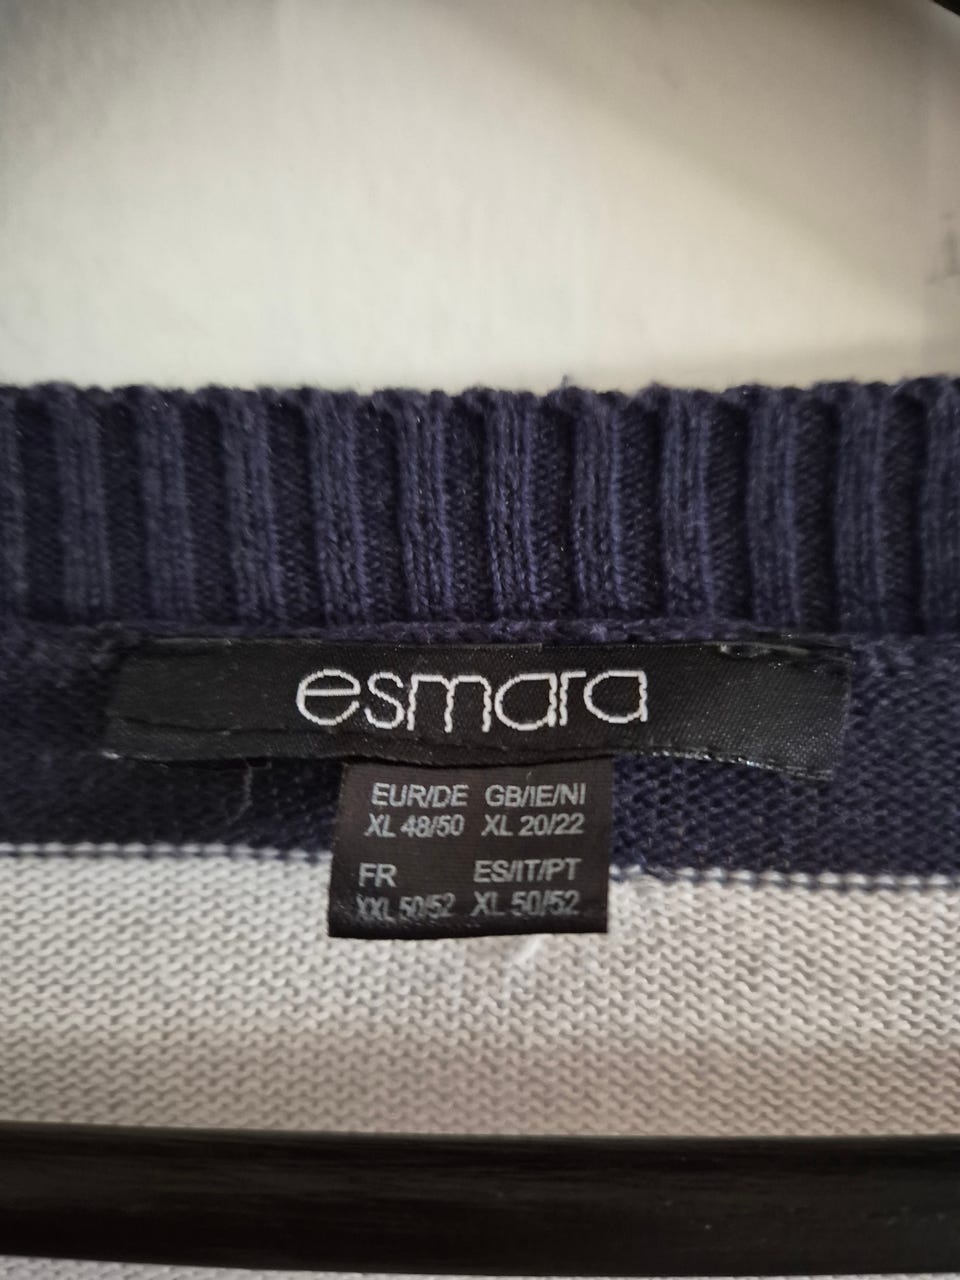 esmara
EUR/DE GB/IE/NI
XL 48/50 XL 20/22
FR ES/IT/PT
XXL 50/52 XL 50/52